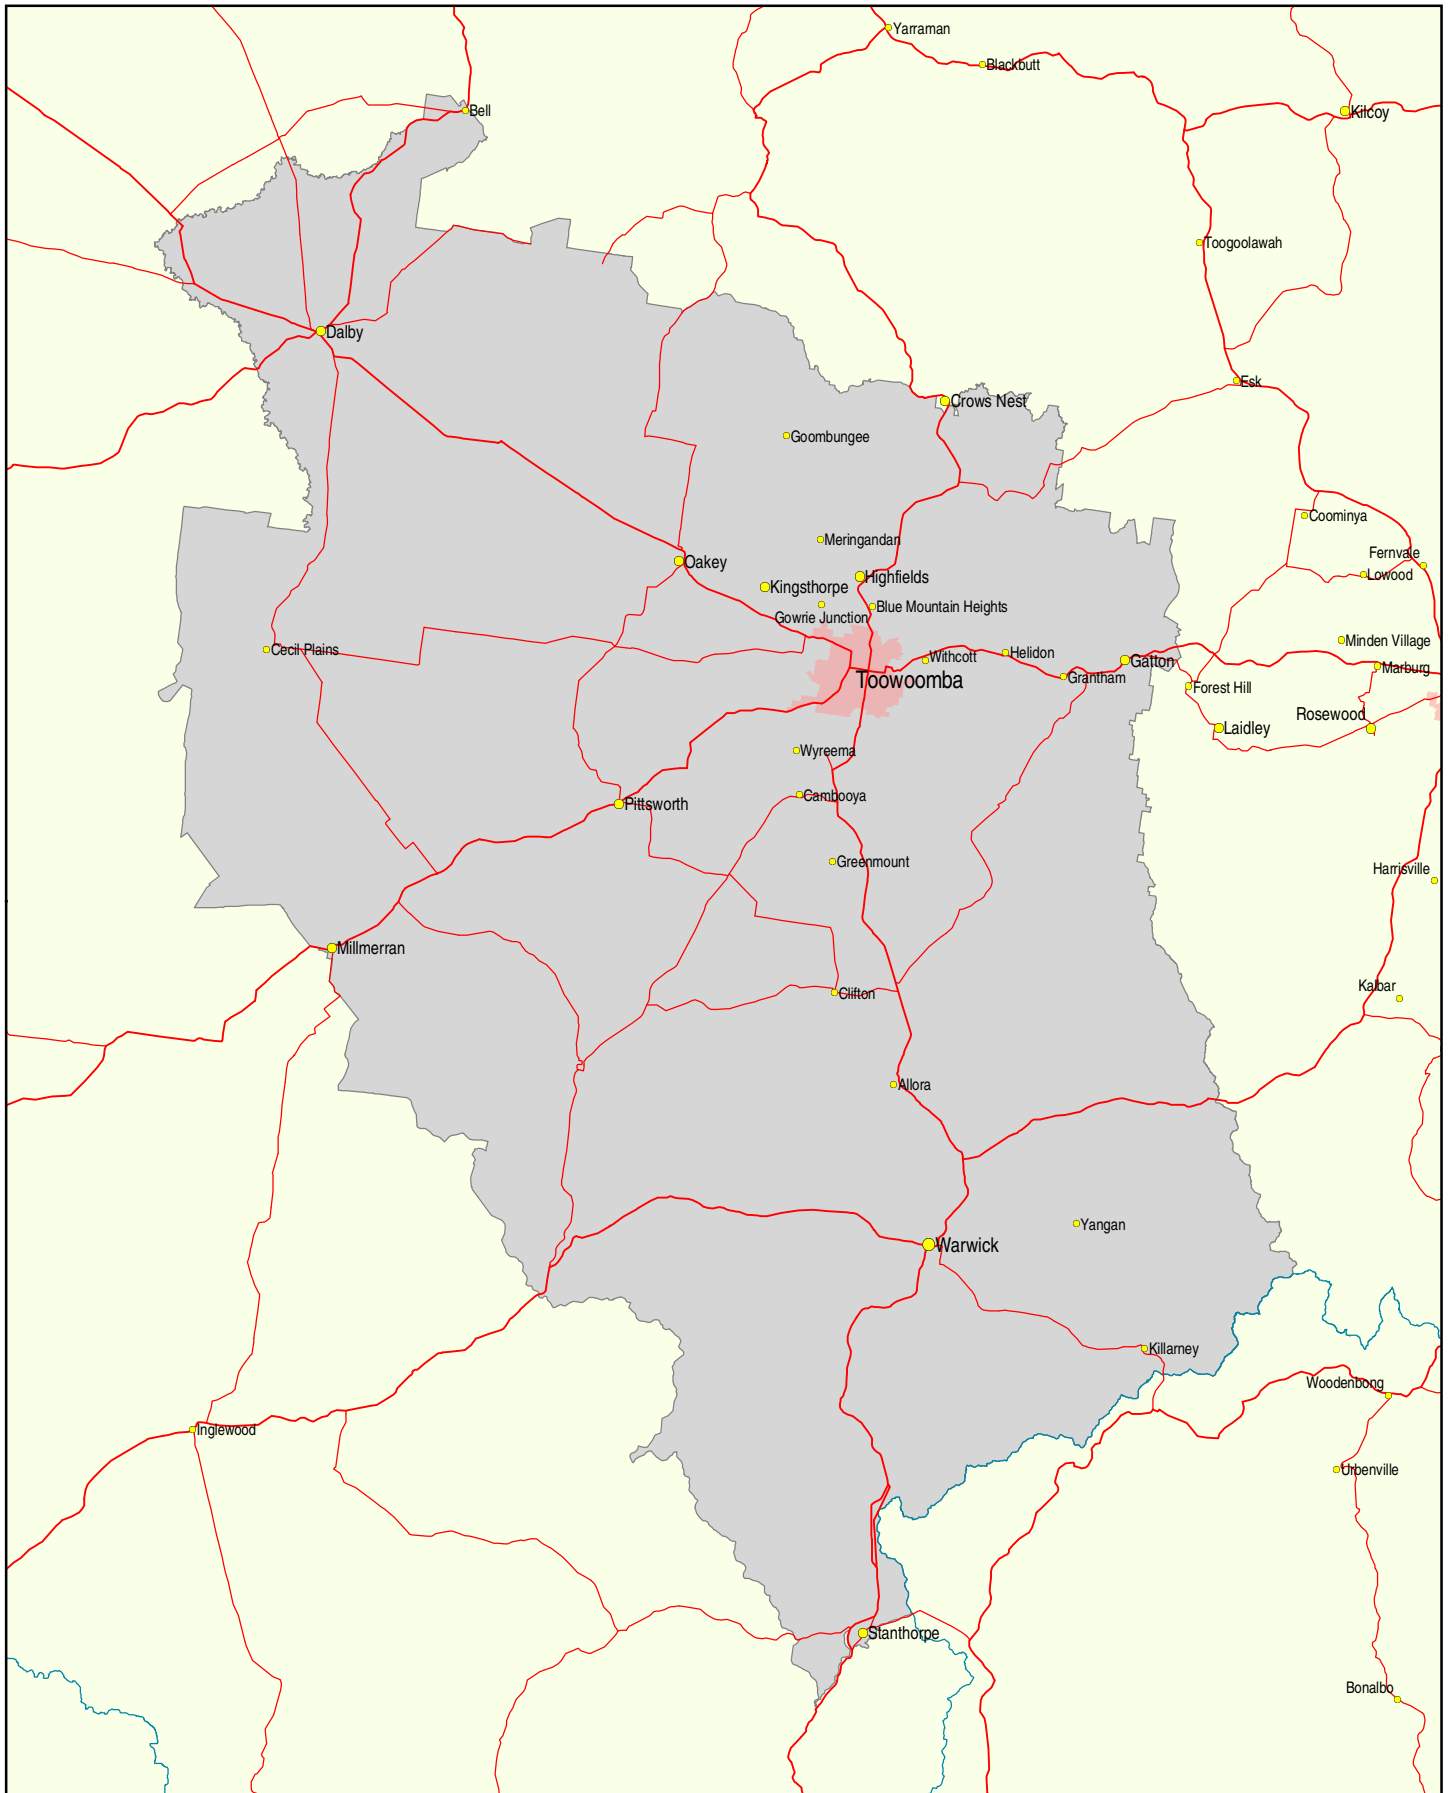 Yarraman
Blackbutt
Bell
Kilcoy
Toogoolawah
Dalby
Esk
Crows Nest
Goombungee
Coominya
Meringandan
Fernvale
Oakey
Lowood
Highfields
Kingsthorpe
Blue Mountain Heights
Gowrie Junction
Minden Village
Cecil Plains
Helidon
Withcott
Gatton
Marburg
Grantham
Toowoomba
Forest Hill
Rosewood
Laidley
Wyreema
Cambooya
Pittsworth
Greenmount
Harrisville
Millmerran
Kalbar
Clifton
Allora
Yangan
Warwick
Killarney
Woodenbong
Inglewood
Urbenville
Stanthorpe
Bonalbo